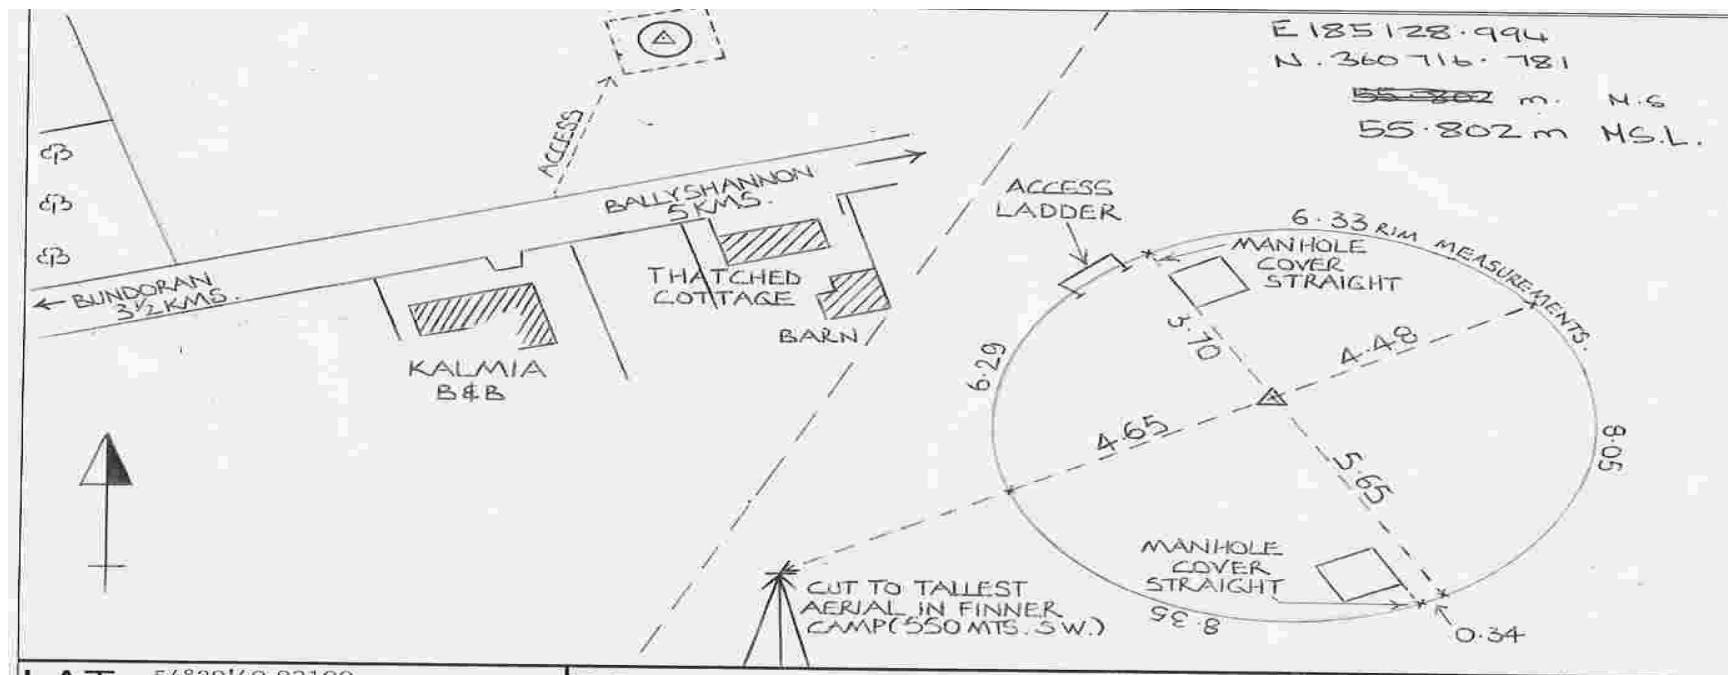 E 185128.994
N. 360716.781
55.802 m. M.S
55.802 m MS.L.
ACCESS
BALLYSHANNON
5 KMS.
← BUNDORAN
3½ KMS.
THATCHED
COTTAGE
BARN
KALMIA
B&B
ACCESS
LADDER
6.33 RIM MEASUREMENTS.
MANHOLE
COVER
STRAIGHT
3.70
4.48
6.29
4.65
5.65
8.05
MANHOLE
COVER
STRAIGHT
8.35
0.34
CUT TO TALLEST
AERIAL IN FINNER
CAMP (550 MTS. S W.)
LAT